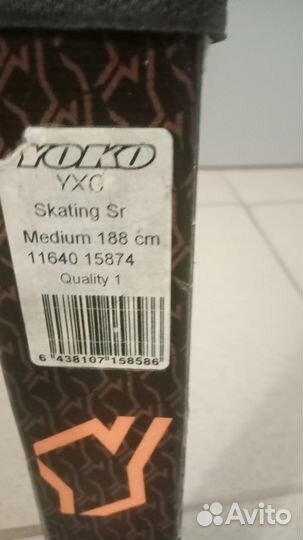 YOKO
YXC
Skating Sr
Medium 188 cm
11640 15874
Quality 1
6 438107 158586
Avito